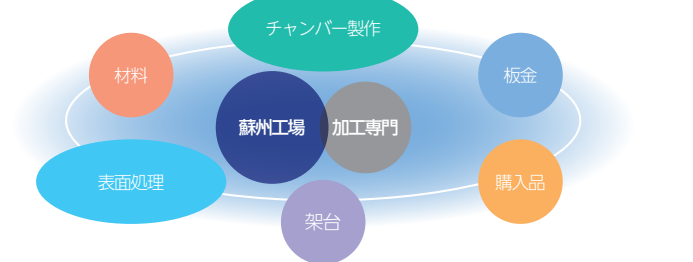 チャンバー製作
材料
板金
蘇州工場
加工専門
表面処理
購入品
架台